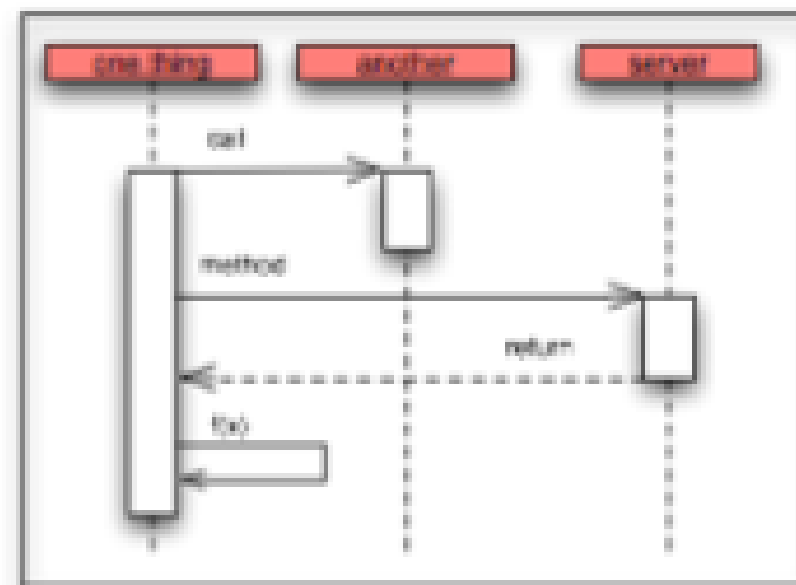 one thing
another
server
call
method
return
f(x)